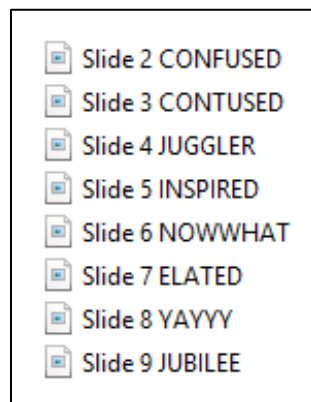 Slide 2 CONFUSED
Slide 3 CONTUSED
Slide 4 JUGGLER
Slide 5 INSPIRED
Slide 6 NOWWHAT
Slide 7 ELATED
Slide 8 YAYYY
Slide 9 JUBILEE